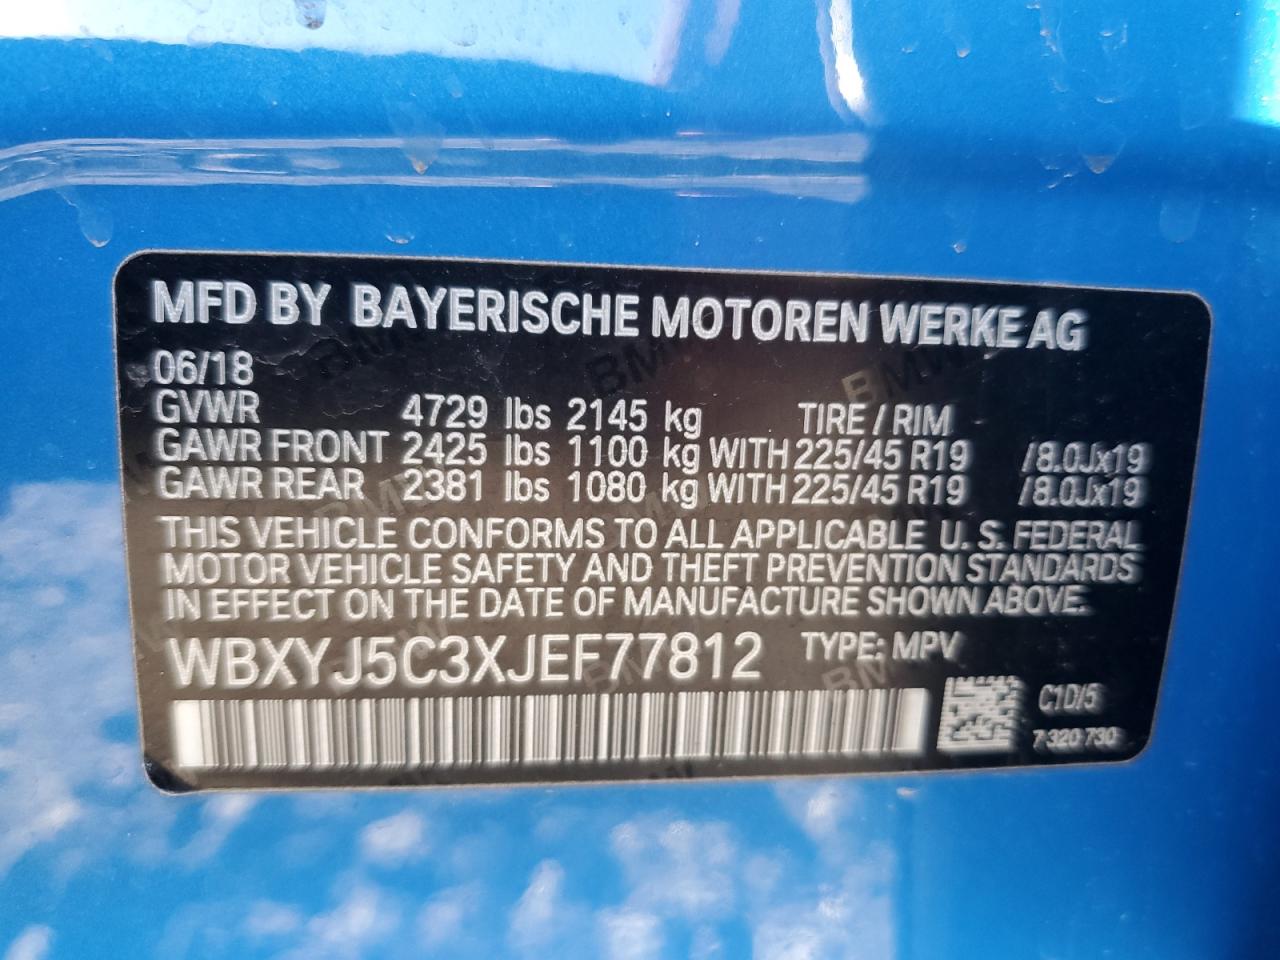 MFD BY BAYERISCHE MOTOREN WERKE AG
06/18
GVWR 4729 lbs 2145 kg TIRE / RIM
GAWR FRONT 2425 lbs 1100 kg WITH 225/45 R19 /8.0Jx19
GAWR REAR 2381 lbs 1080 kg WITH 225/45 R19 /8.0Jx19
THIS VEHICLE CONFORMS TO ALL APPLICABLE U. S. FEDERAL
MOTOR VEHICLE SAFETY AND THEFT PREVENTION STANDARDS
IN EFFECT ON THE DATE OF MANUFACTURE SHOWN ABOVE.
WBXYJ5C3XJEF77812 TYPE: MPV
C1D/5
7 320 730